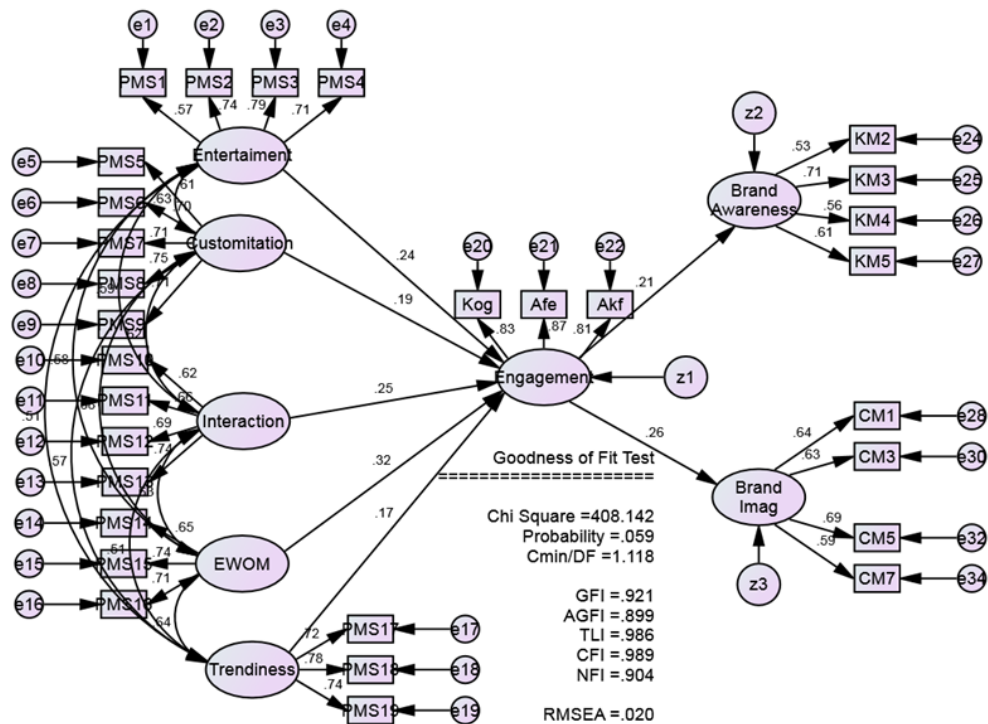 e1 e2 e3 e4
PMS1 PMS2 PMS3 PMS4
.57 .74 .79 .71
Entertaiment
z2
e5 PMS5
.61
e6 PMS6
.63 .70
e7 PMS7 .71
Customitation
e8 PMS8 .75
e9 PMS9 .71
.59
e10 PMS10
.62
.58
e11 PMS11
.66
Interaction
.51
e12 PMS12 .69
e13 PMS13 .74
.57
e14 PMS14
.65
e15 PMS15 .74
.51
EWOM
e16 PMS16 .71
.64
Trendiness
.72 PMS17 e17
.78 PMS18 e18
.74 PMS19 e19
.24
.19
.25
.32
.17
e20 e21 e22
Kog Afe Akf
.83 .87 .81
Engagement
z1
.21
.26
Brand
Awareness
.53 KM2 e24
.71 KM3 e25
.56 KM4 e26
.61 KM5 e27
Brand
Imag
z3
.64 CM1 e28
.63 CM3 e30
.69 CM5 e32
.59 CM7 e34
Goodness of Fit Test
=====================
Chi Square =408.142
Probability =.059
Cmin/DF =1.118
GFI =.921
AGFI =.899
TLI =.986
CFI =.989
NFI =.904
RMSEA =.020